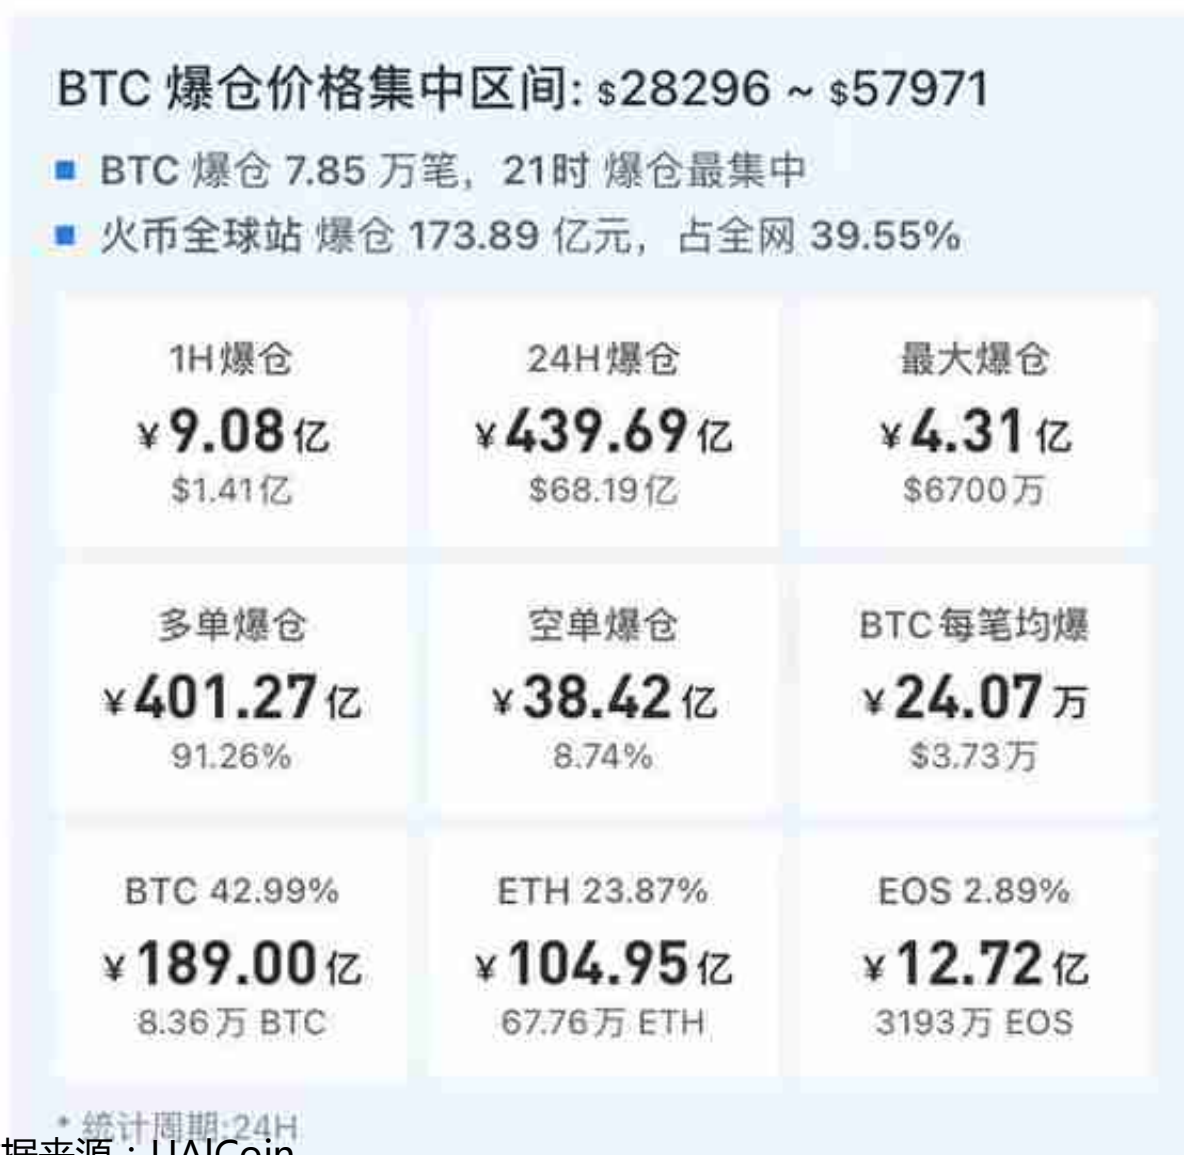 BTC 爆仓价格集中区间: $28296 ~ $57971
BTC 爆仓 7.85 万笔，21时 爆仓最集中
火币全球站 爆仓 173.89 亿元，占全网 39.55%
1H爆仓
¥9.08亿
$1.41亿
24H爆仓
¥439.69亿
$68.19亿
最大爆仓
¥4.31亿
$6700万
多单爆仓
¥401.27亿
91.26%
空单爆仓
¥38.42亿
8.74%
BTC每笔均爆
¥24.07万
$3.73万
BTC 42.99%
¥189.00亿
8.36万 BTC
ETH 23.87%
¥104.95亿
67.76万 ETH
EOS 2.89%
¥12.72亿
3193万 EOS
* 统计周期:24H
据来源：UAlCoin